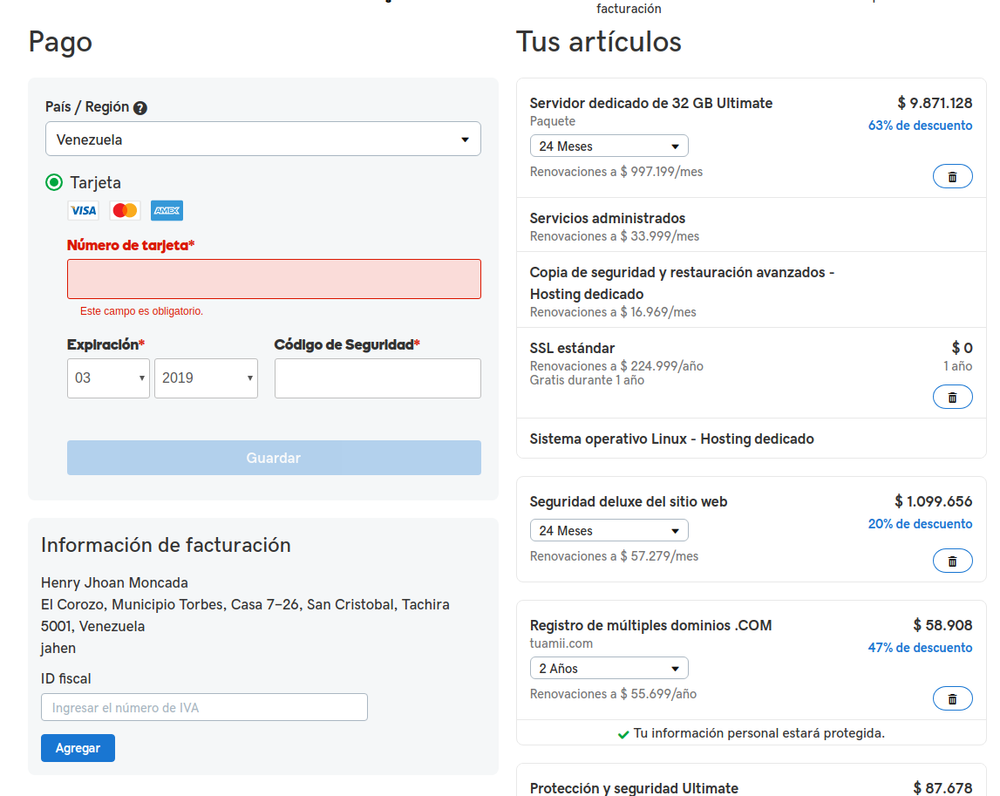 facturación
Pago
Tus artículos
País / Región ?
Venezuela
Tarjeta
VISA
AMEX
Número de tarjeta*
Este campo es obligatorio.
Expiración*
Código de Seguridad*
03
2019
Guardar
Información de facturación
Henry Jhoan Moncada
El Corozo, Municipio Torbes, Casa 7-26, San Cristobal, Tachira
5001, Venezuela
jahen
ID fiscal
Ingresar el número de IVA
Agregar
Servidor dedicado de 32 GB Ultimate
$ 9.871.128
Paquete
63% de descuento
24 Meses
Renovaciones a $ 997.199/mes
Servicios administrados
Renovaciones a $ 33.999/mes
Copia de seguridad y restauración avanzados -
Hosting dedicado
Renovaciones a $ 16.969/mes
SSL estándar
$ 0
Renovaciones a $ 224.999/año
1 año
Gratis durante 1 año
Sistema operativo Linux - Hosting dedicado
Seguridad deluxe del sitio web
$ 1.099.656
20% de descuento
24 Meses
Renovaciones a $ 57.279/mes
Registro de múltiples dominios .COM
$ 58.908
tuamii.com
47% de descuento
2 Años
Renovaciones a $ 55.699/año
Tu información personal estará protegida.
Protección y seguridad Ultimate
$ 87.678